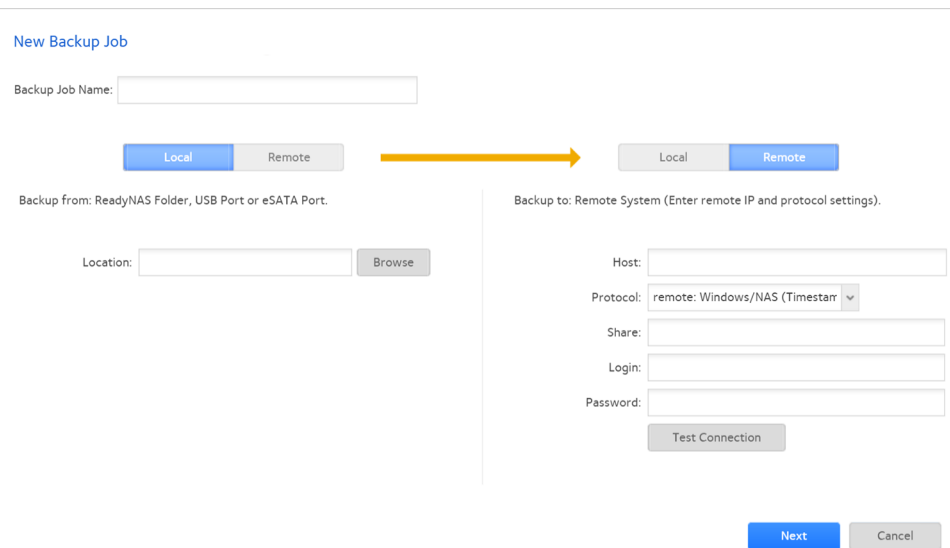 New Backup Job
Backup Job Name:
Local Remote Local Remote
Backup from: ReadyNAS Folder, USB Port or eSATA Port.
Backup to: Remote System (Enter remote IP and protocol settings).
Location: Browse
Host:
Protocol: remote: Windows/NAS (Timestam
Share:
Login:
Password:
Test Connection
Next Cancel